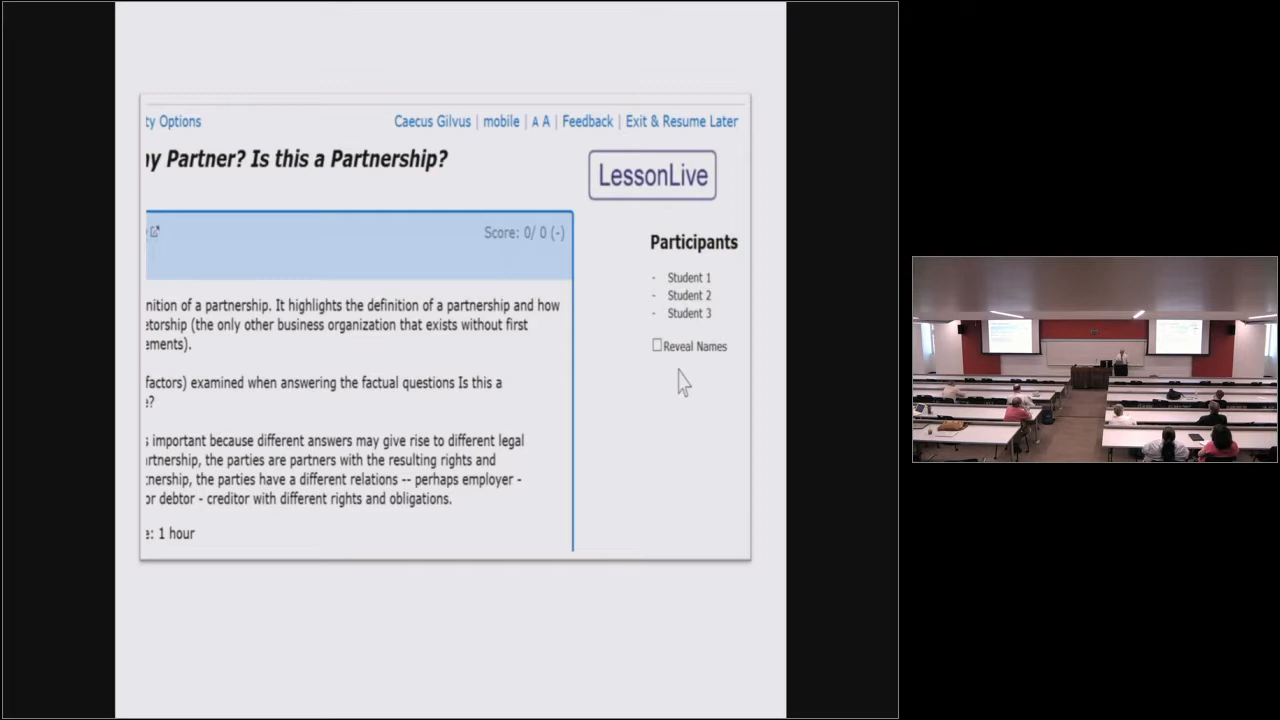 ty Options
Caecus Gilvus | mobile | A A | Feedback | Exit & Resume Later
ny Partner? Is this a Partnership?
LessonLive
Score: 0/ 0 (-)
Participants
- Student 1
- Student 2
- Student 3
Reveal Names
nition of a partnership. It highlights the definition of a partnership and how
etorship (the only other business organization that exists without first
ements).
factors) examined when answering the factual questions Is this a
e?
s important because different answers may give rise to different legal
artnership, the parties are partners with the resulting rights and
tnership, the parties have a different relations -- perhaps employer -
or debtor - creditor with different rights and obligations.
e: 1 hour